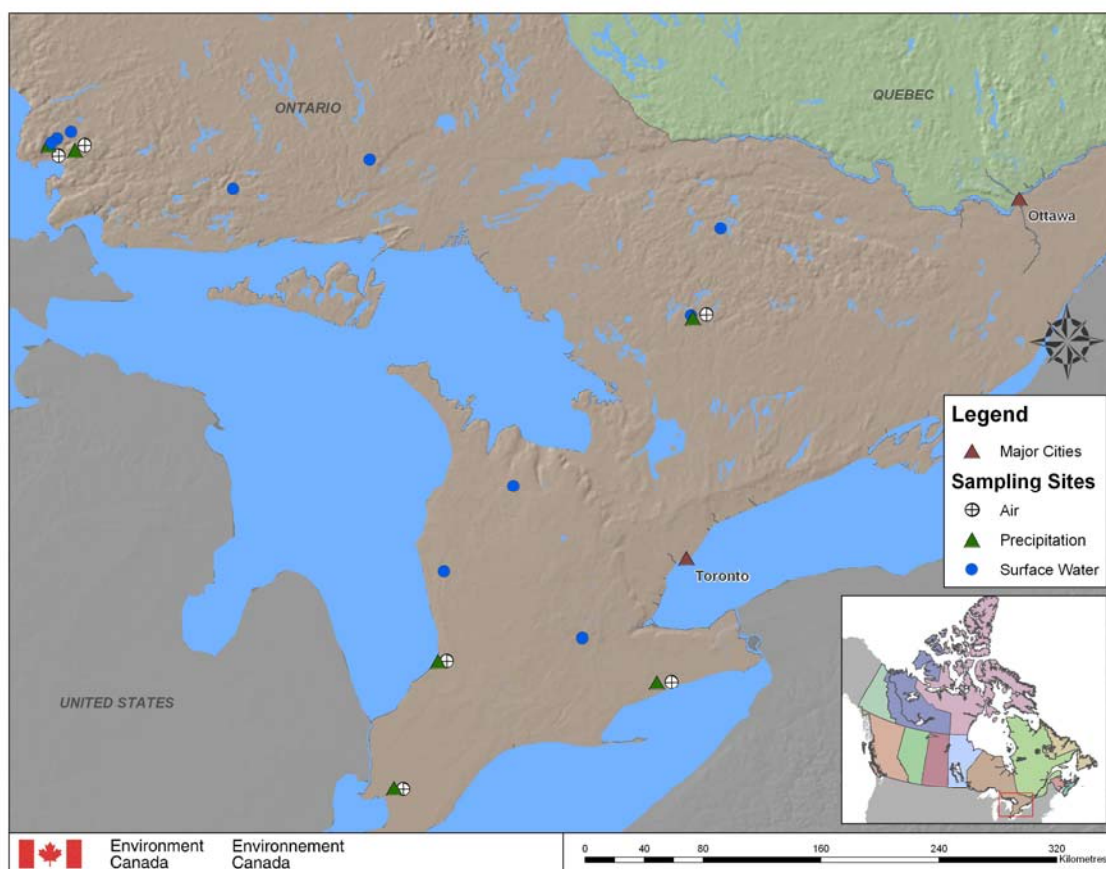 ONTARIO
QUEBEC
Ottawa
Legend
Major Cities
Sampling Sites
Air
Precipitation
Surface Water
Toronto
UNITED STATES
Environment
Canada
Environnement
Canada
0 20 40 80 160 240 320
Kilometres